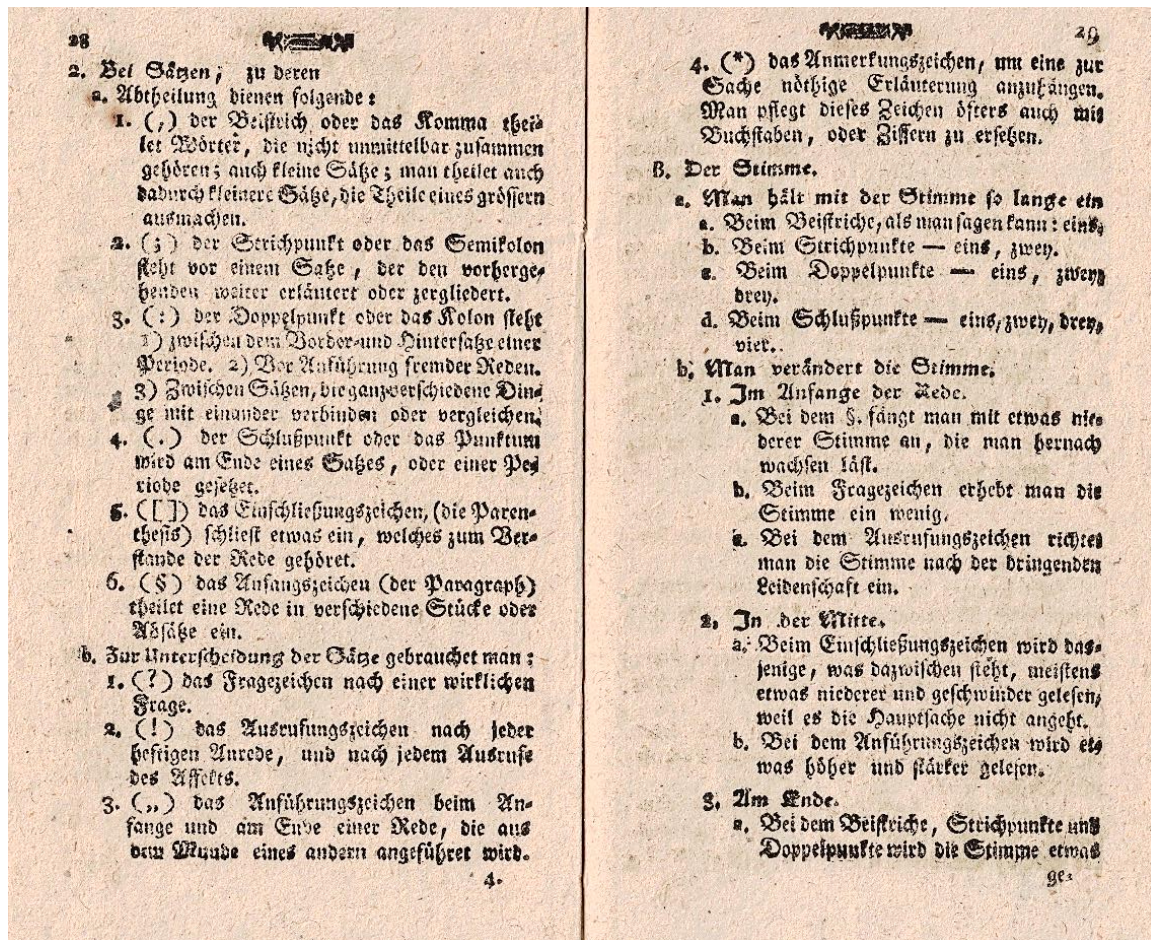 28
2. Bei Sätzen, zu deren
a. Abtheilung dienen folgende:
1. (,) der Beistrich oder das Komma thei=
let Wörter, die nicht unmittelbar zusammen
gehören; auch kleine Sätze; man theilet auch
dadurch kleinere Sätze, die Theile eines grössern
ausmachen.
2. (;) der Strichpunkt oder das Semikolon
steht vor einem Satze, der den vorherge=
henden weiter erläutert oder zergliedert.
3. (:) der Doppelpunkt oder das Kolon steht
1) zwischen dem Vorder=und Hintersatze einer
Periode. 2) Vor Anführung fremder Reden.
3) Zwischen Sätzen, die ganz verschiedene Din=
ge mit einander verbinden oder vergleichen.
4. (.) der Schlußpunkt oder das Punktum
wird am Ende eines Satzes, oder einer Pe=
riode gesetzet.
5. ([ ]) das Einschließungszeichen, (die Paren=
thesis) schließt etwas ein, welches zum Ver=
stande der Rede gehöret.
6. (§) das Anfangszeichen (der Paragraph)
theilet eine Rede in verschiedene Stücke oder
Absätze ein.
b. Zur Unterscheidung der Sätze gebrauchet man:
1. (?) das Fragezeichen nach einer wirklichen
Frage.
2. (!) das Ausrufungszeichen nach jeder
heftigen Anrede, und nach jedem Ausrufe
des Affekts.
3. („) das Anführungszeichen beim An=
fange und am Ende einer Rede, die aus
dem Munde eines andern angeführet wird.
4.
29
4. (*) das Anmerkungszeichen, um eine zur
Sache nöthige Erläuterung anzuhängen.
Man pflegt dieses Zeichen öfters auch mit
Buchstaben, oder Ziffern zu ersetzen.
B. Der Stimme.
a. Man hält mit der Stimme so lange ein
a. Beim Beistriche, als man sagen kann: eins,
b. Beim Strichpunkte — eins, zwey.
c. Beim Doppelpunkte — eins, zwey,
drey.
d. Beim Schlußpunkte — eins, zwey, drey,
vier.
b. Man verändert die Stimme.
1. Im Anfange der Rede.
a. Bei dem §. fängt man mit etwas nie=
derer Stimme an, die man hernach
wachsen läst.
b. Beim Fragezeichen erhebt man die
Stimme ein wenig.
c. Bei dem Ausrufungszeichen richtet
man die Stimme nach der dringenden
Leidenschaft ein.
2. In der Mitte.
a. Beim Einschließungszeichen wird das=
jenige, was dazwischen steht, meistens
etwas niederer und geschwinder gelesen,
weil es die Hauptsache nicht angeht.
b. Bei dem Anführungszeichen wird et=
was höher und stärker gelesen.
3. Am Ende.
a. Bei dem Beistriche, Strichpunkte und
Doppelpunkte wird die Stimme etwas
ge=